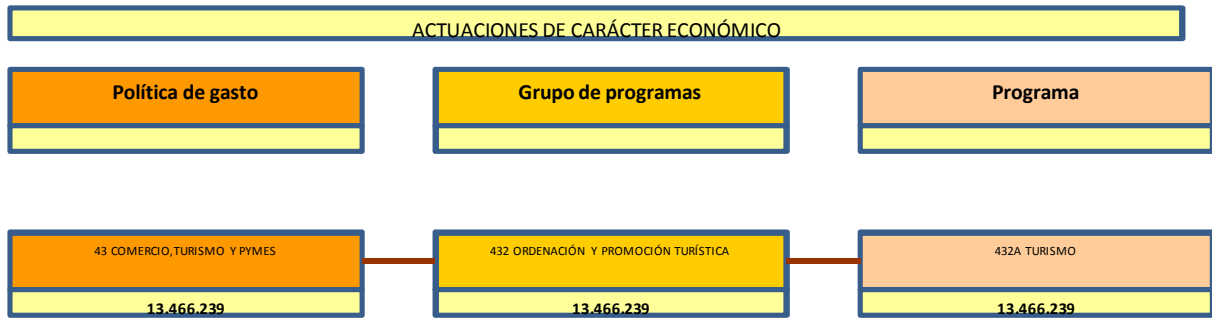 ACTUACIONES DE CARÁCTER ECONÓMICO
Política de gasto
Grupo de programas
Programa
43 COMERCIO,TURISMO Y PYMES
432 ORDENACIÓN Y PROMOCIÓN TURÍSTICA
432A TURISMO
13.466.239
13.466.239
13.466.239